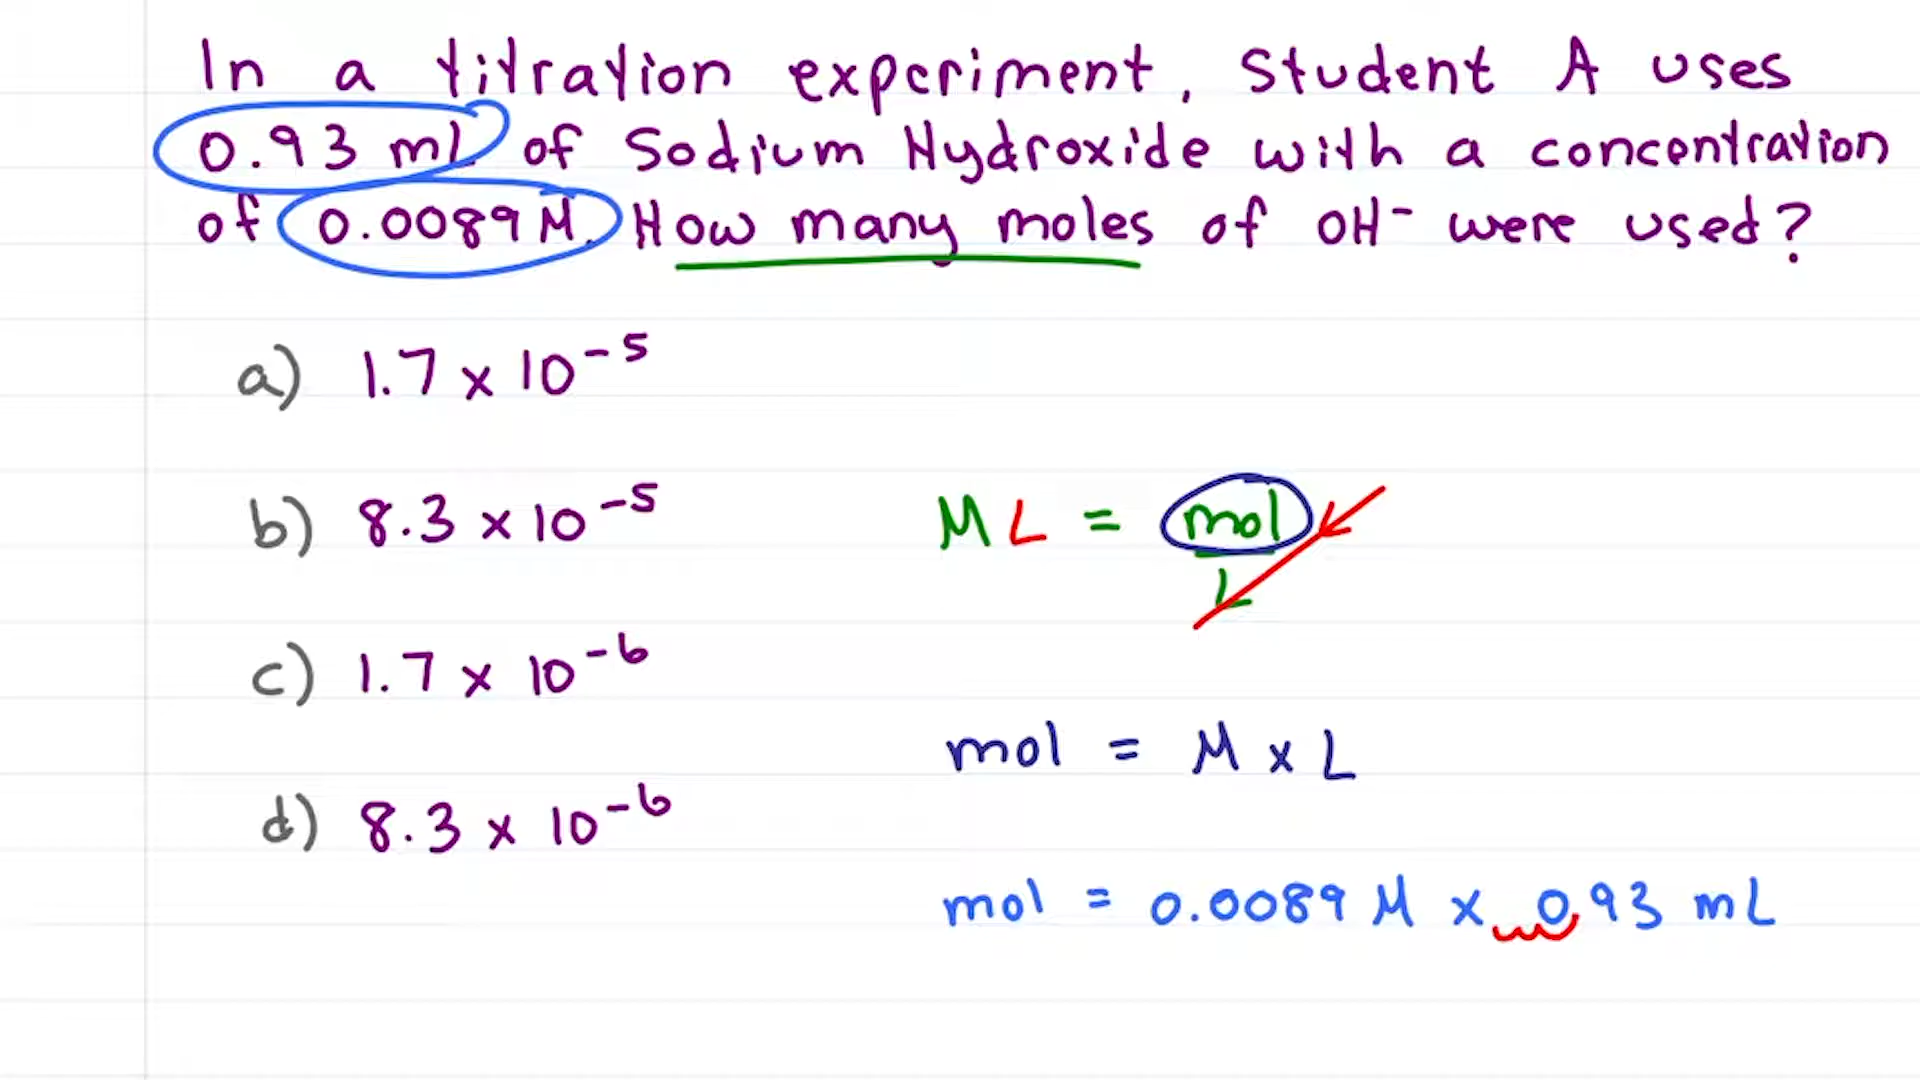 In a titration experiment, Student A uses
0.93 mL of Sodium Hydroxide with a concentration
of 0.0089 M. How many moles of OH⁻ were used?
a) 1.7 x 10⁻⁵
b) 8.3 x 10⁻⁵
M L = mol
L
c) 1.7 x 10⁻⁶
mol = M x L
d) 8.3 x 10⁻⁶
mol = 0.0089 M x 0.93 mL